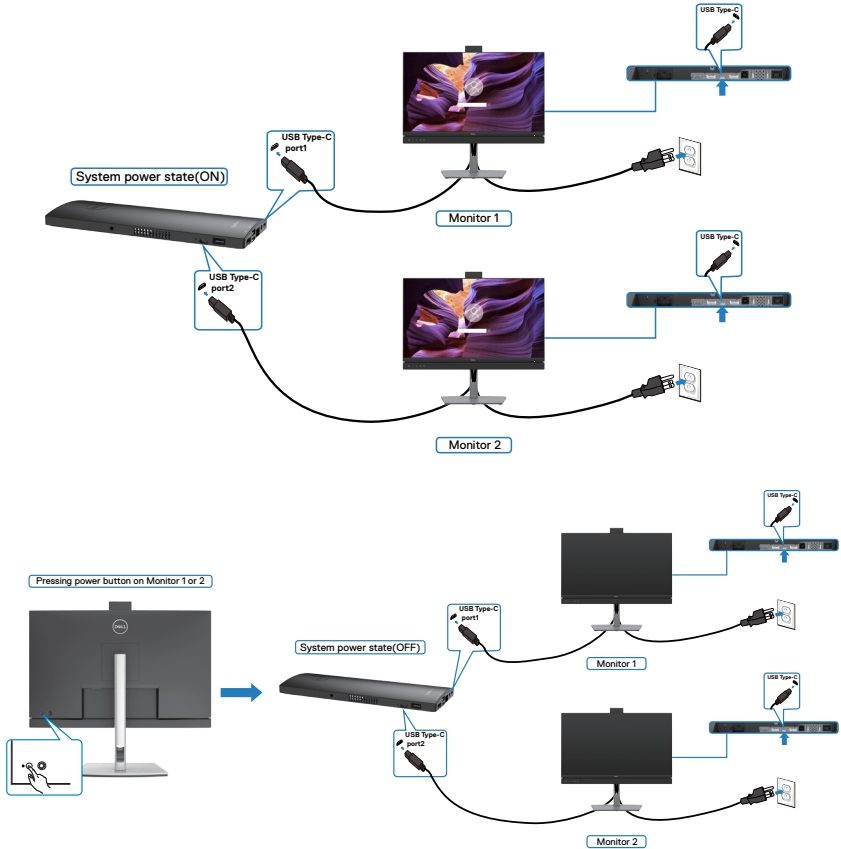 USB Type-C
USB Type-C
port1
System power state(ON)
Monitor 1
USB Type-C
USB Type-C
port2
Monitor 2
USB Type-C
Pressing power button on Monitor 1 or 2
DELL
USB Type-C
port1
System power state(OFF)
Monitor 1
USB Type-C
USB Type-C
port2
Monitor 2